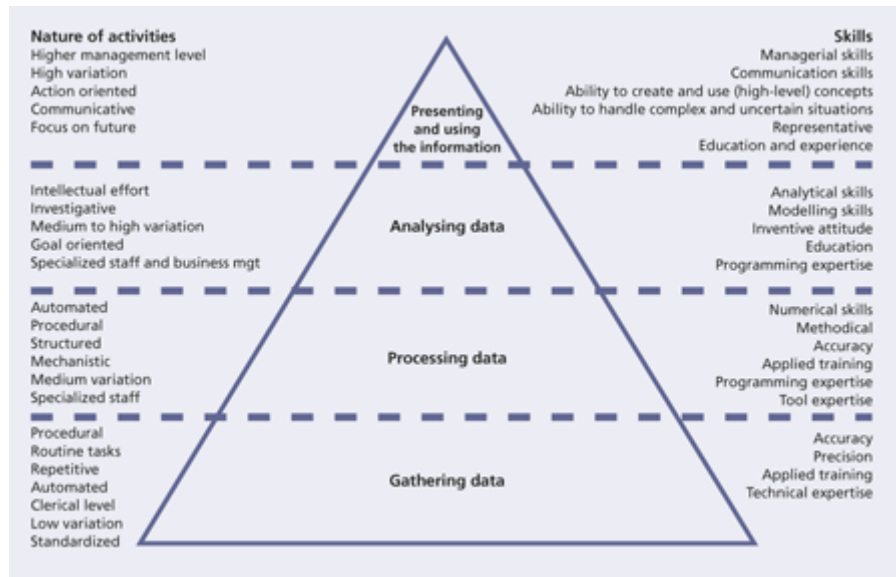 Nature of activities
Higher management level
High variation
Action oriented
Communicative
Focus on future
Presenting
and using
the information
Skills
Managerial skills
Communication skills
Ability to create and use (high-level) concepts
Ability to handle complex and uncertain situations
Representative
Education and experience
Intellectual effort
Investigative
Medium to high variation
Goal oriented
Specialized staff and business mgt
Analysing data
Analytical skills
Modelling skills
Inventive attitude
Education
Programming expertise
Automated
Procedural
Structured
Mechanistic
Medium variation
Specialized staff
Processing data
Numerical skills
Methodical
Accuracy
Applied training
Programming expertise
Tool expertise
Procedural
Routine tasks
Repetitive
Automated
Clerical level
Low variation
Standardized
Gathering data
Accuracy
Precision
Applied training
Technical expertise